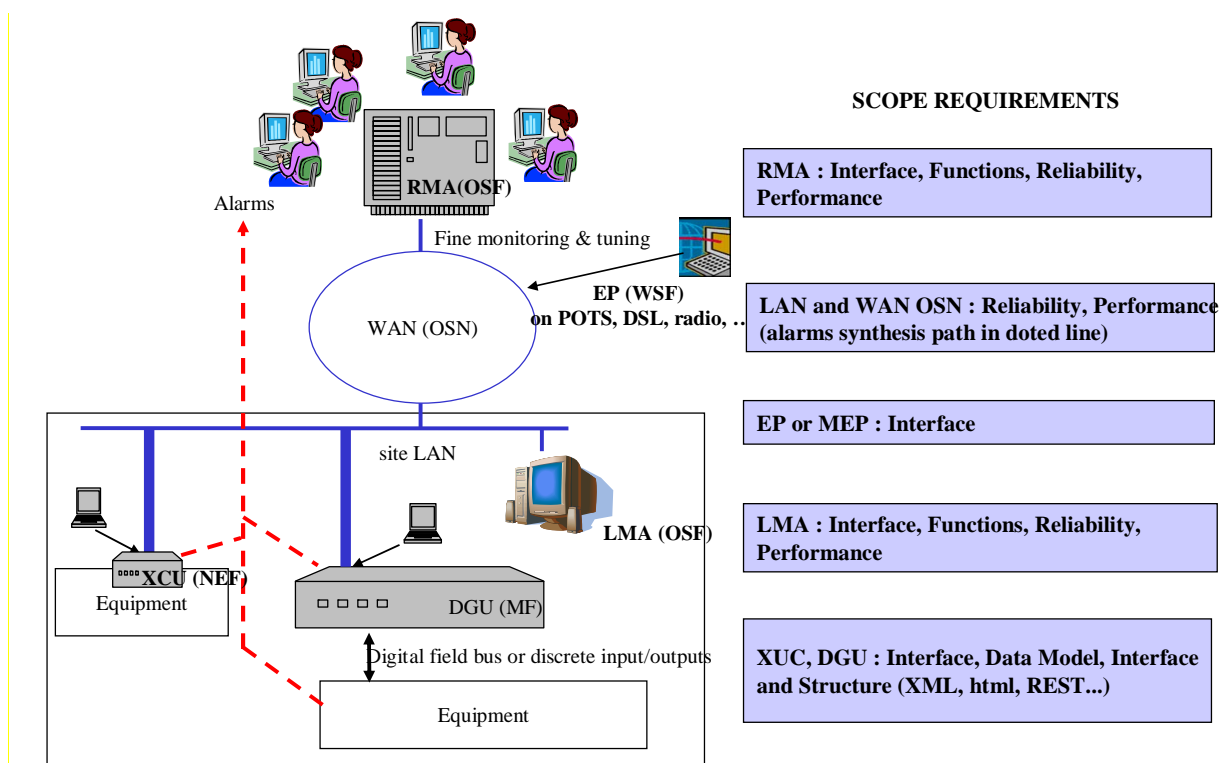 SCOPE REQUIREMENTS
RMA(OSF)
RMA : Interface, Functions, Reliability,
Performance
Alarms
Fine monitoring & tuning
EP (WSF)
on POTS, DSL, radio, ..
WAN (OSN)
LAN and WAN OSN : Reliability, Performance
(alarms synthesis path in doted line)
EP or MEP : Interface
site LAN
LMA (OSF)
LMA : Interface, Functions, Reliability,
Performance
XCU (NEF)
Equipment
DGU (MF)
Digital field bus or discrete input/outputs
Equipment
XUC, DGU : Interface, Data Model, Interface
and Structure (XML, html, REST...)